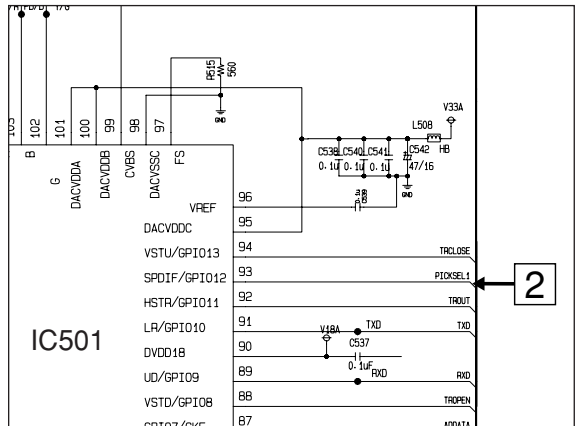 Y/G
R515
560
GND
V33A
L508
HB
C538
0.1U
C540
0.1U
C541
0.1U
C542
47/16
GND
103
102
101
100
99
98
97
B
G
DACVDDA
DACVDDB
CVBS
DACVSSC
FS
VREF
96
DACVDDC
95
VSTU/GPIO13
94
TRCLOSE
SPDIF/GPIO12
93
PICKSEL1
2
HSTR/GPIO11
92
TROUT
LR/GPIO10
91
TXD
TXD
IC501
V18A
DVDD18
90
C537
0.1uF
UD/GPIO9
89
RXD
RXD
VSTD/GPIO8
88
TROPEN
87